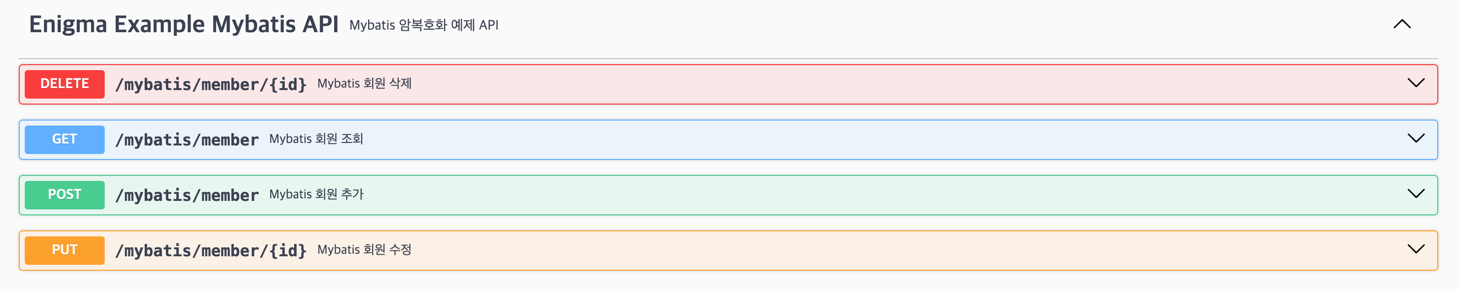 Enigma Example Mybatis API Mybatis 암복호화 예제 API
DELETE /mybatis/member/{id} Mybatis 회원 삭제
GET /mybatis/member Mybatis 회원 조회
POST /mybatis/member Mybatis 회원 추가
PUT /mybatis/member/{id} Mybatis 회원 수정